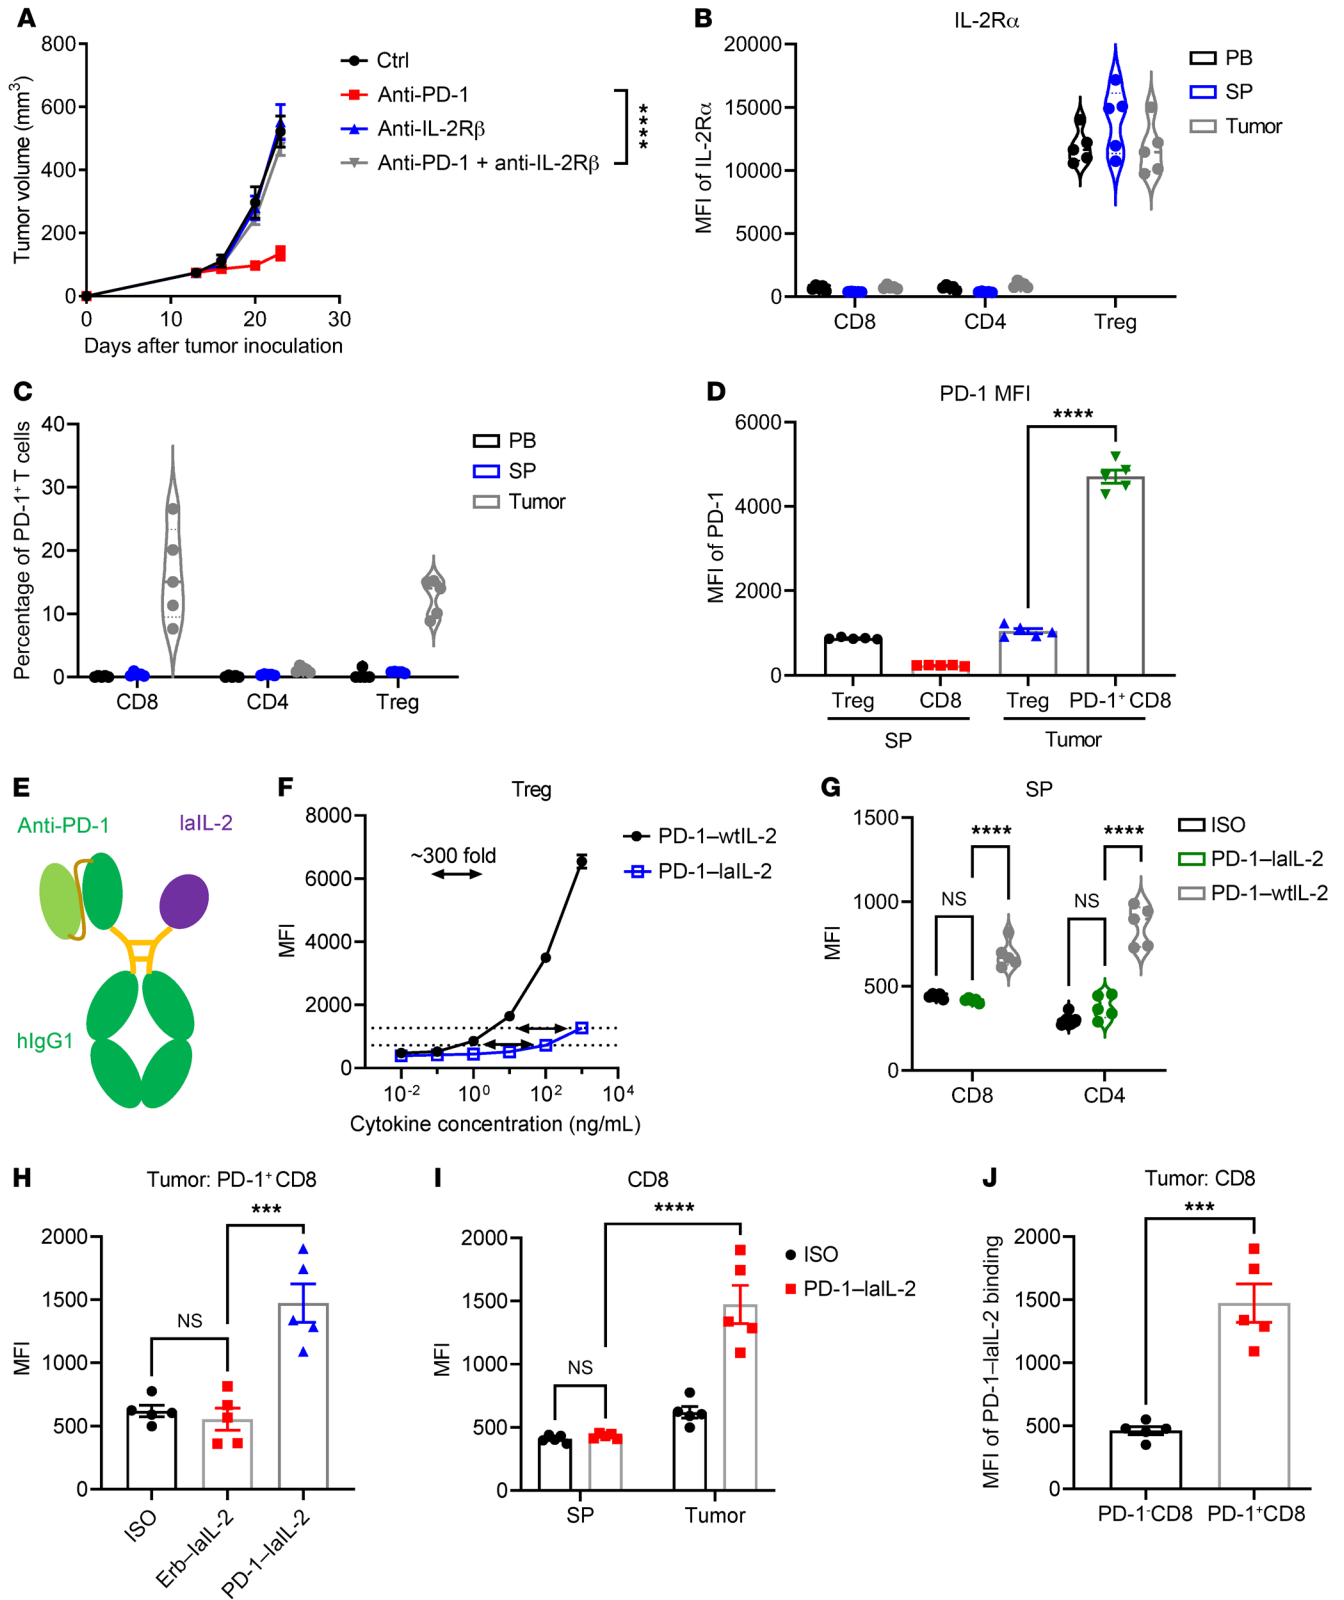 A
800
600
400
200
0
0
10
20
30
Tumor volume (mm³)
Days after tumor inoculation
Ctrl
Anti-PD-1
Anti-IL-2Rβ
Anti-PD-1 + anti-IL-2Rβ
****
B
IL-2Rα
20000
15000
10000
5000
0
MFI of IL-2Rα
CD8
CD4
Treg
PB
SP
Tumor
C
40
30
20
10
0
Percentage of PD-1⁺ T cells
CD8
CD4
Treg
PB
SP
Tumor
D
PD-1 MFI
6000
4000
2000
0
MFI of PD-1
****
Treg
CD8
Treg
PD-1⁺ CD8
SP
Tumor
E
Anti-PD-1
laIL-2
hIgG1
F
Treg
8000
6000
4000
2000
0
MFI
~300 fold
10⁻²
10⁰
10²
10⁴
Cytokine concentration (ng/mL)
PD-1–wtIL-2
PD-1–laIL-2
G
SP
1500
1000
500
0
MFI
NS
****
NS
****
CD8
CD4
ISO
PD-1–laIL-2
PD-1–wtIL-2
H
Tumor: PD-1⁺ CD8
2000
1500
1000
500
0
MFI
NS
***
ISO
Erb–laIL-2
PD-1–laIL-2
I
CD8
2000
1500
1000
500
0
MFI
NS
****
SP
Tumor
ISO
PD-1–laIL-2
J
Tumor: CD8
2000
1500
1000
500
0
MFI of PD-1–laIL-2 binding
***
PD-1⁻CD8
PD-1⁺CD8